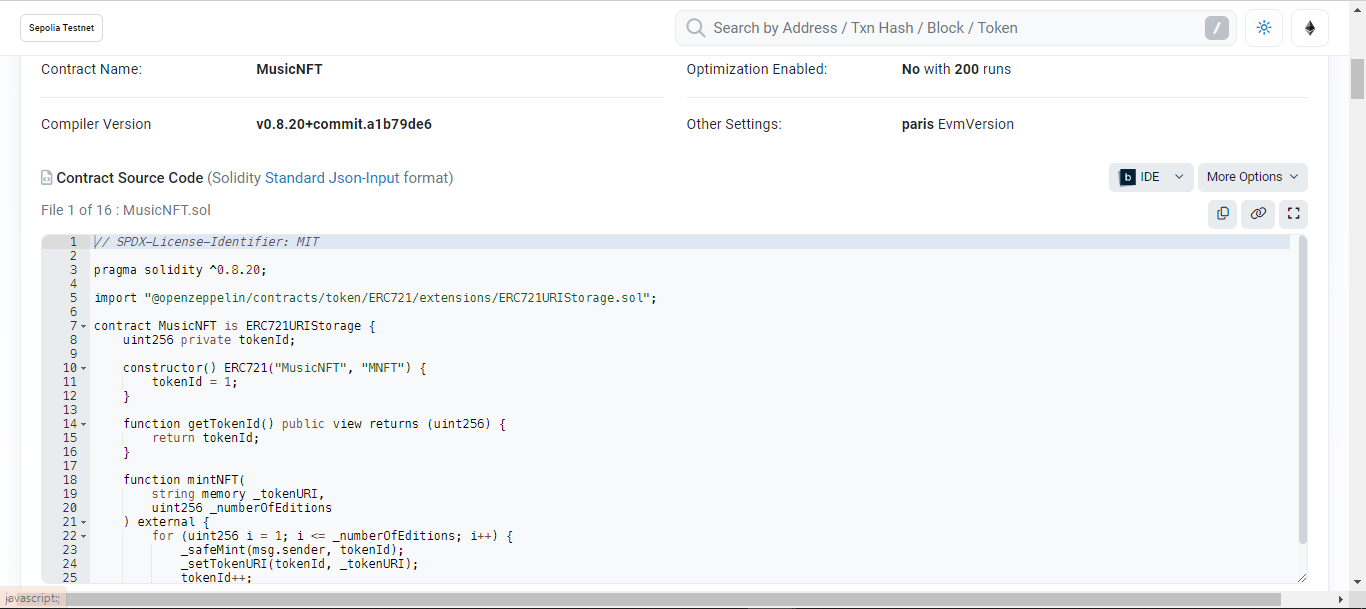 Sepolia Testnet
Search by Address / Txn Hash / Block / Token /
Contract Name: MusicNFT Optimization Enabled: No with 200 runs
Compiler Version v0.8.20+commit.a1b79de6 Other Settings: paris EvmVersion
Contract Source Code (Solidity Standard Json-Input format) b IDE More Options
File 1 of 16 : MusicNFT.sol
1 // SPDX-License-Identifier: MIT
2
3 pragma solidity ^0.8.20;
4
5 import "@openzeppelin/contracts/token/ERC721/extensions/ERC721URIStorage.sol";
6
7 contract MusicNFT is ERC721URIStorage {
8 uint256 private tokenId;
9
10 constructor() ERC721("MusicNFT", "MNFT") {
11 tokenId = 1;
12 }
13
14 function getTokenId() public view returns (uint256) {
15 return tokenId;
16 }
17
18 function mintNFT(
19 string memory _tokenURI,
20 uint256 _numberOfEditions
21 ) external {
22 for (uint256 i = 1; i <= _numberOfEditions; i++) {
23 _safeMint(msg.sender, tokenId);
24 _setTokenURI(tokenId, _tokenURI);
25 tokenId++;
javascript:;